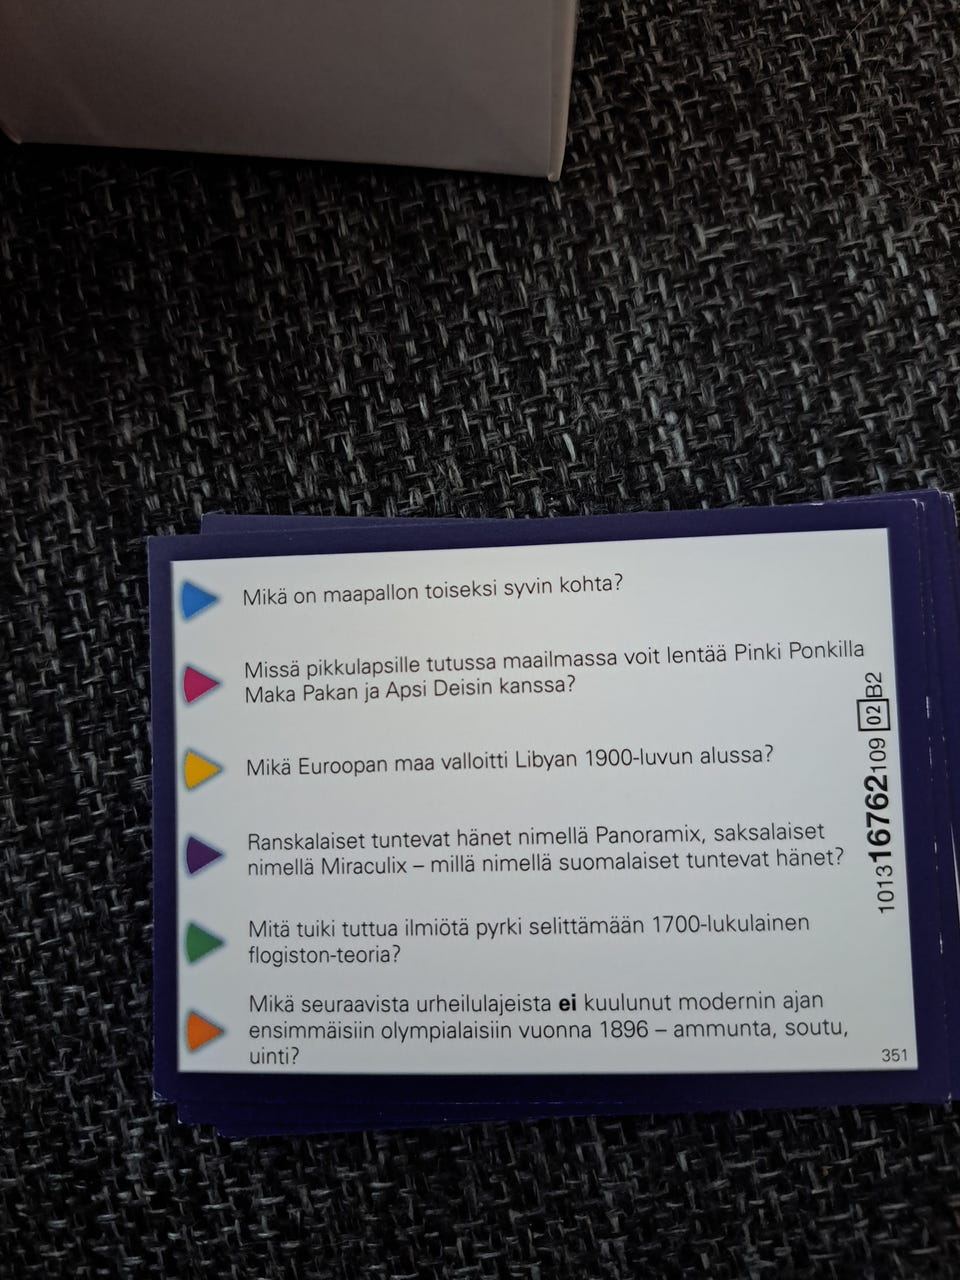 Mikä on maapallon toiseksi syvin kohta?
Missä pikkulapsille tutussa maailmassa voit lentää Pinki Ponkilla
Maka Pakan ja Apsi Deisin kanssa?
Mikä Euroopan maa valloitti Libyan 1900-luvun alussa?
Ranskalaiset tuntevat hänet nimellä Panoramix, saksalaiset
nimellä Miraculix – millä nimellä suomalaiset tuntevat hänet?
Mitä tuiki tuttua ilmiötä pyrki selittämään 1700-lukulainen
flogiston-teoria?
Mikä seuraavista urheilulajeista ei kuulunut modernin ajan
ensimmäisiin olympialaisiin vuonna 1896 – ammunta, soutu,
uinti?
351
101316762109 02 B2